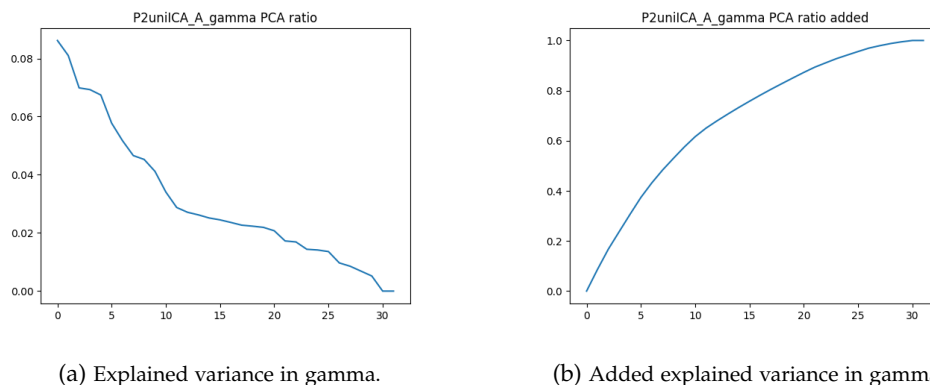 P2uniICA_A_gamma PCA ratio
0.08
0.06
0.04
0.02
0.00
0 5 10 15 20 25 30
(a) Explained variance in gamma.
P2uniICA_A_gamma PCA ratio added
1.0
0.8
0.6
0.4
0.2
0.0
0 5 10 15 20 25 30
(b) Added explained variance in gamm